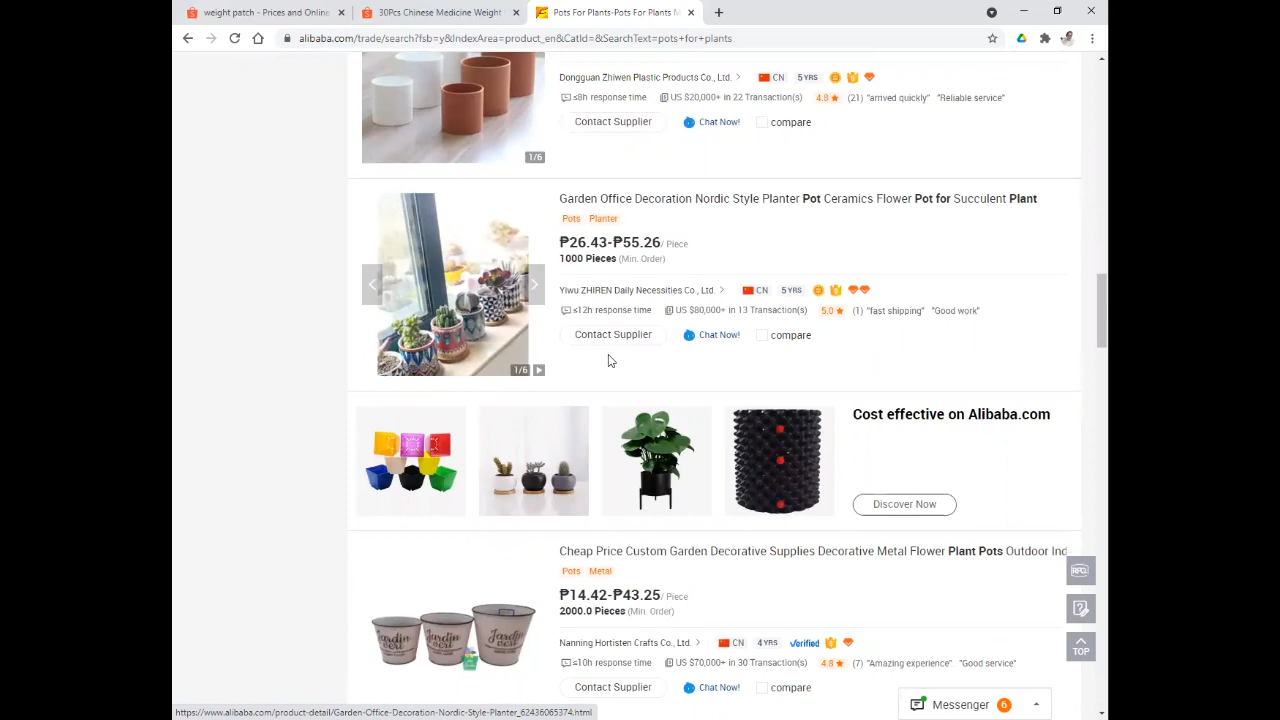 weight patch - Prices and Online
30Pcs Chinese Medicine Weight
Pots For Plants-Pots For Plants M
alibaba.com/trade/search?fsb=y&IndexArea=product_en&CatId=&SearchText=pots+for+plants
Dongguan Zhiwen Plastic Products Co., Ltd. > CN 5 YRS
≤8h response time US $20,000+ in 22 Transaction(s) 4.8 ★ (21) "arrived quickly" "Reliable service"
Contact Supplier Chat Now! compare
1/6
Garden Office Decoration Nordic Style Planter Pot Ceramics Flower Pot for Succulent Plant
Pots Planter
₱26.43-₱55.26/ Piece
1000 Pieces (Min. Order)
Yiwu ZHIREN Daily Necessities Co., Ltd. > CN 5 YRS
≤12h response time US $80,000+ in 13 Transaction(s) 5.0 ★ (1) "fast shipping" "Good work"
Contact Supplier Chat Now! compare
1/6
Cost effective on Alibaba.com
Discover Now
Cheap Price Custom Garden Decorative Supplies Decorative Metal Flower Plant Pots Outdoor Ind
Pots Metal
₱14.42-₱43.25/ Piece
2000.0 Pieces (Min. Order)
Nanning Hortisten Crafts Co., Ltd. > CN 4 YRS Verified
≤10h response time US $70,000+ in 30 Transaction(s) 4.8 ★ (7) "Amazing experience" "Good service"
Contact Supplier Chat Now! compare
Jardin vert Jardin vert Jardin vert
RFQ
TOP
Messenger 6
https://www.alibaba.com/product-detail/Garden-Office-Decoration-Nordic-Style-Planter_62436065374.html